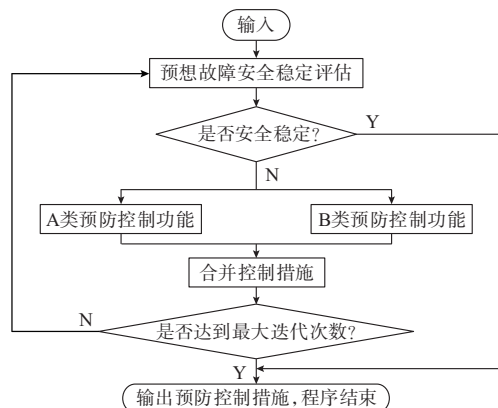 输入
预想故障安全稳定评估
是否安全稳定?
Y
N
A类预防控制功能
B类预防控制功能
合并控制措施
N
是否达到最大迭代次数?
Y
输出预防控制措施,程序结束